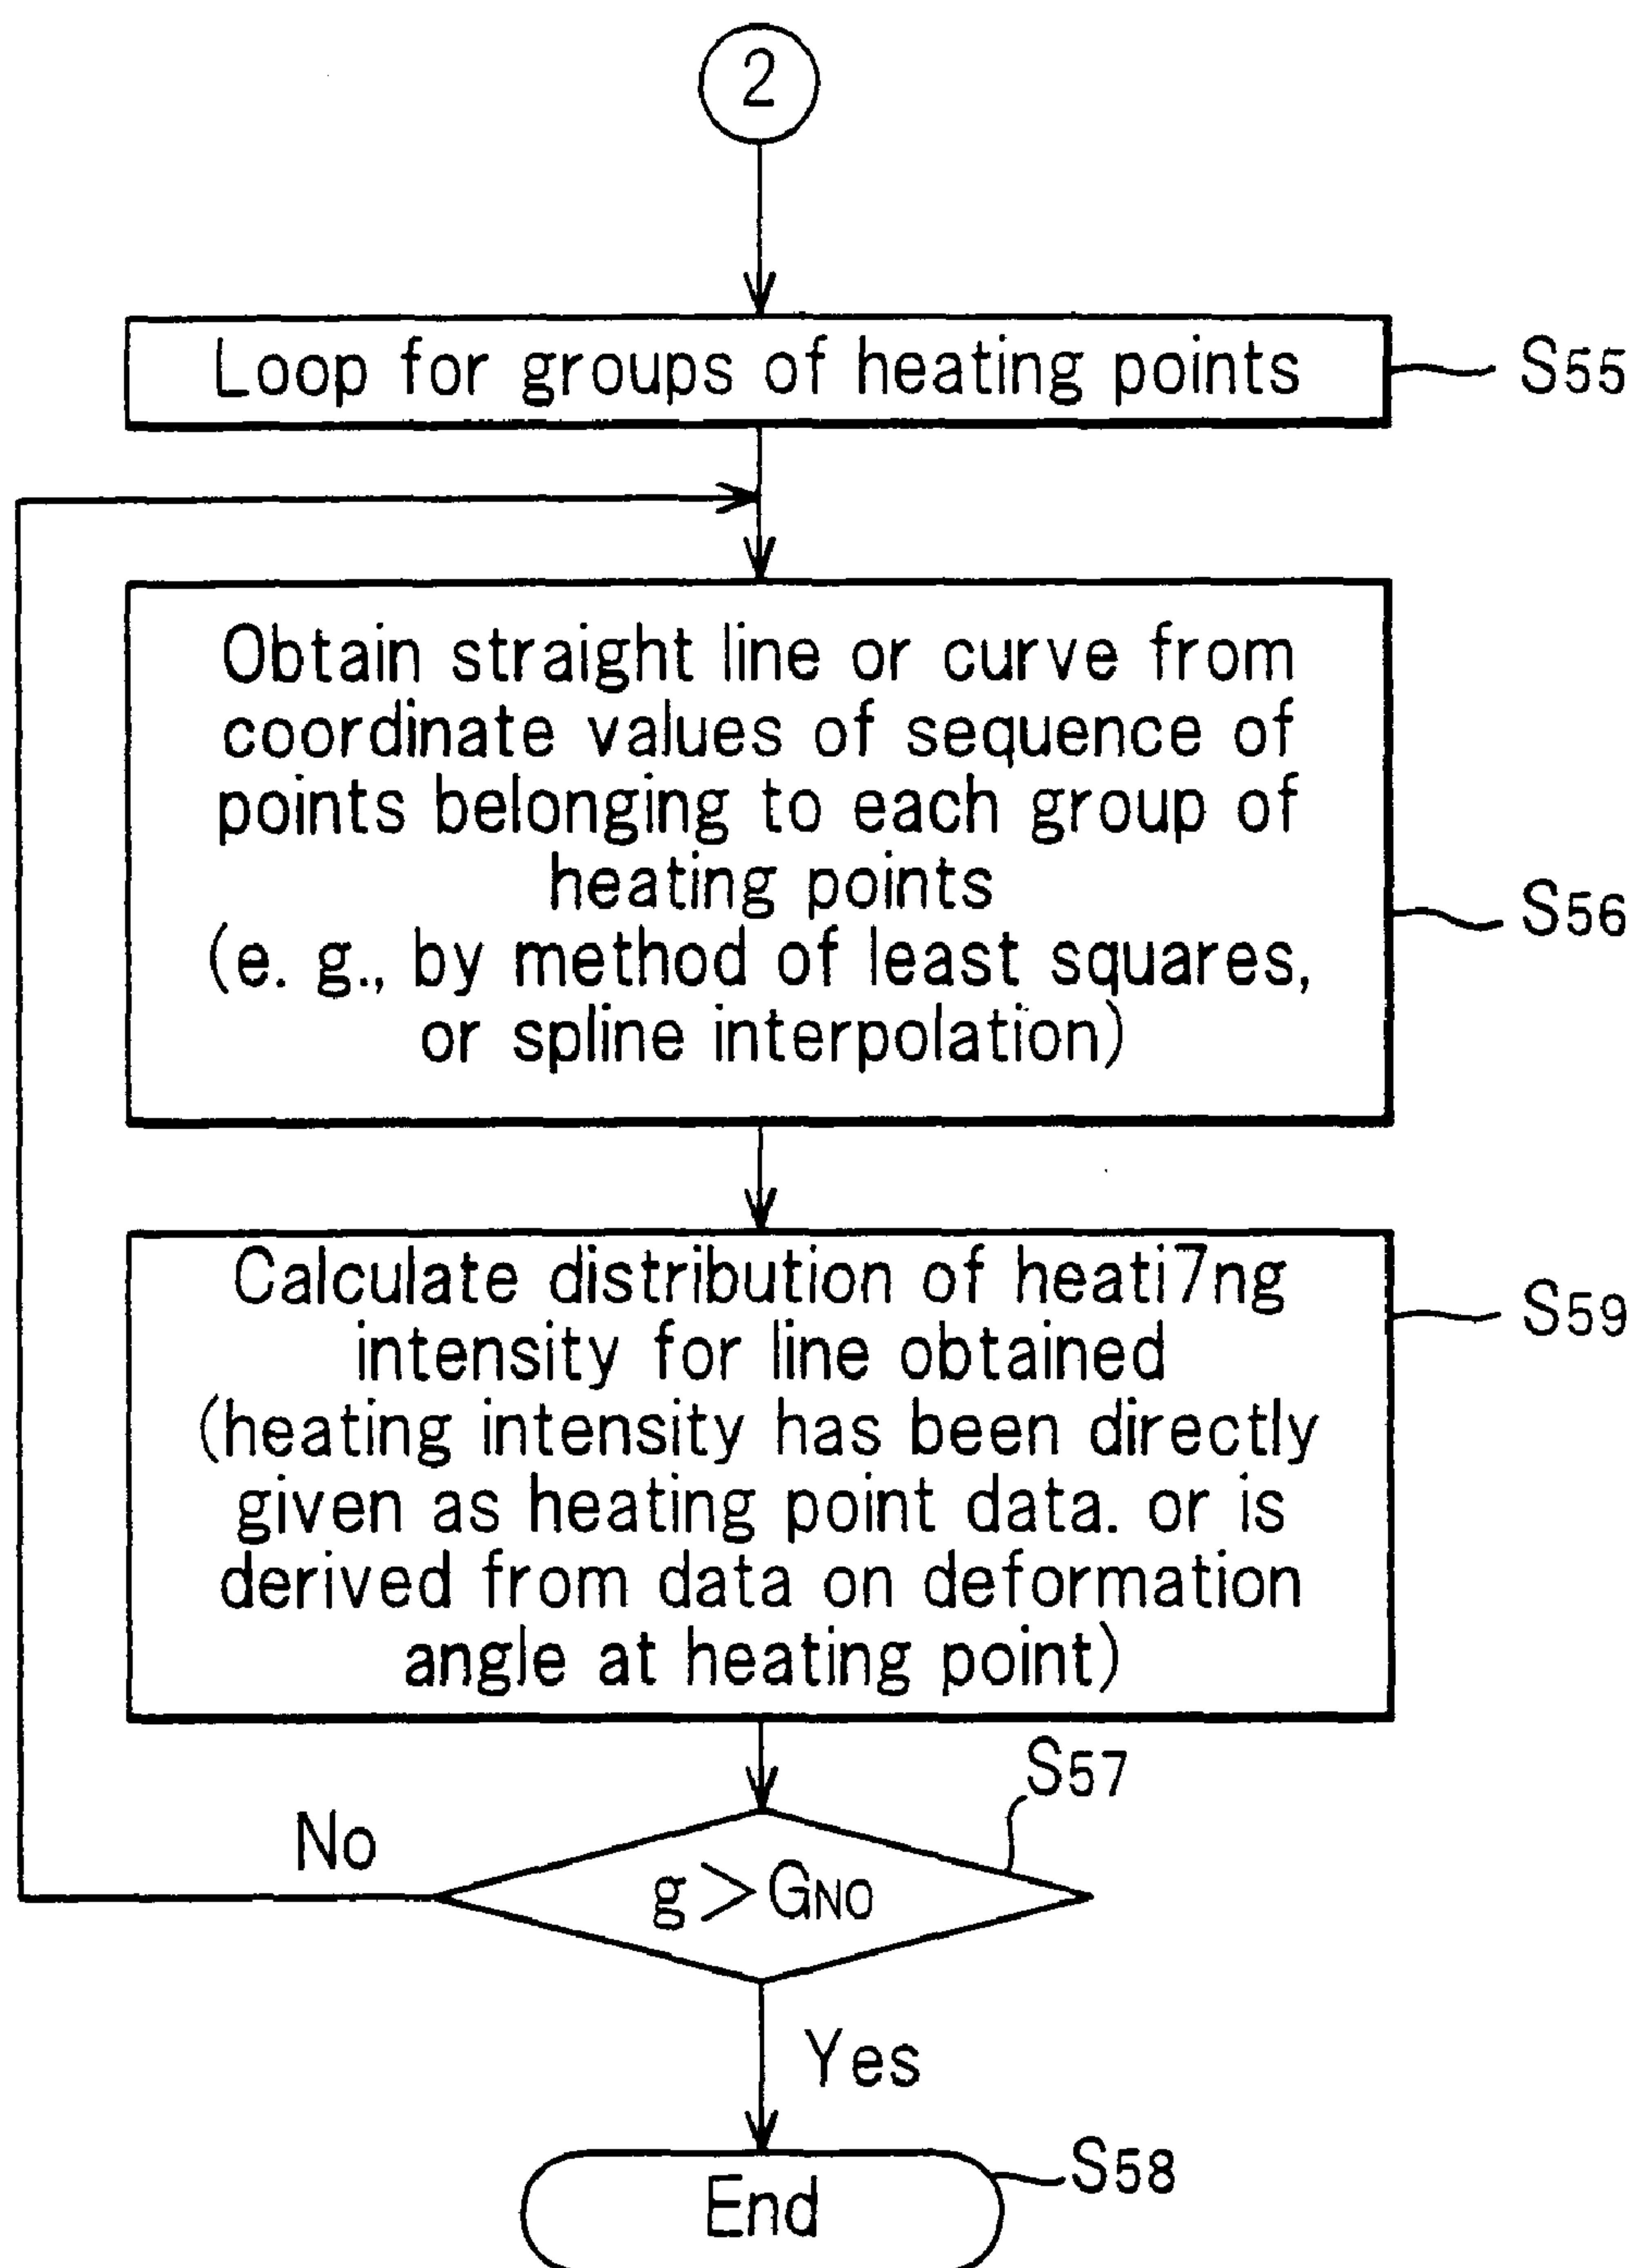 2
Loop for groups of heating points
S55
Obtain straight line or curve from
coordinate values of sequence of
points belonging to each group of
heating points
(e. g., by method of least squares,
or spline interpolation)
S56
Calculate distribution of heati7ng
intensity for line obtained
(heating intensity has been directly
given as heating point data. or is
derived from data on deformation
angle at heating point)
S59
S57
No
g>GNO
Yes
End
S58